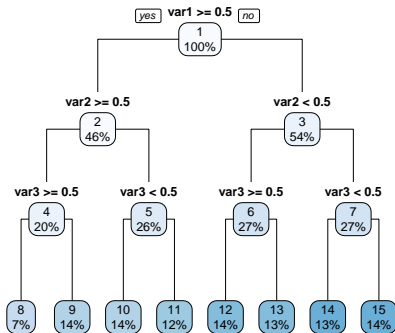 yes var1 >= 0.5 no
1
100%
var2 >= 0.5 var2 < 0.5
2 3
46% 54%
var3 >= 0.5 var3 < 0.5 var3 >= 0.5 var3 < 0.5
4 5 6 7
20% 26% 27% 27%
8 9 10 11 12 13 14 15
7% 14% 14% 12% 14% 13% 13% 14%